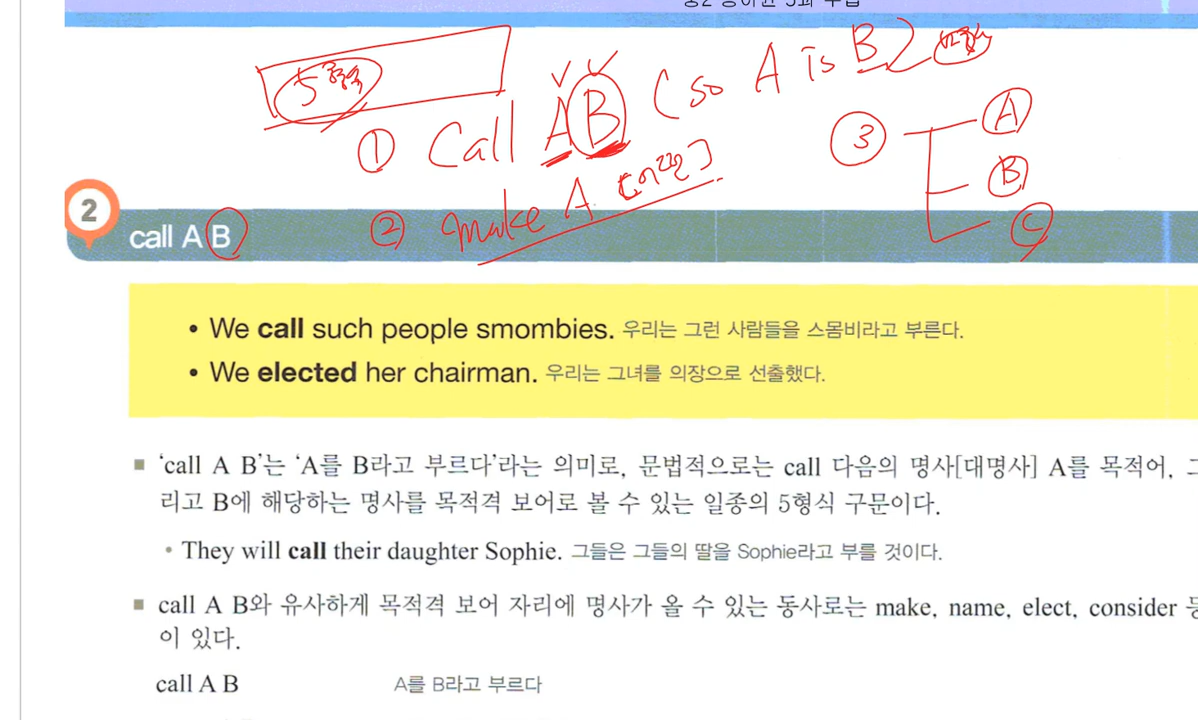 5형식
① Call A B (so A is B)
③ A
B
C
② make A
2
call A B
• We call such people smombies. 우리는 그런 사람들을 스몸비라고 부른다.
• We elected her chairman. 우리는 그녀를 의장으로 선출했다.
■ ‘call A B’는 ‘A를 B라고 부르다’라는 의미로, 문법적으로는 call 다음의 명사[대명사] A를 목적어, 그
리고 B에 해당하는 명사를 목적격 보어로 볼 수 있는 일종의 5형식 구문이다.
• They will call their daughter Sophie. 그들은 그들의 딸을 Sophie라고 부를 것이다.
■ call A B와 유사하게 목적격 보어 자리에 명사가 올 수 있는 동사로는 make, name, elect, consider 등
이 있다.
call A B A를 B라고 부르다